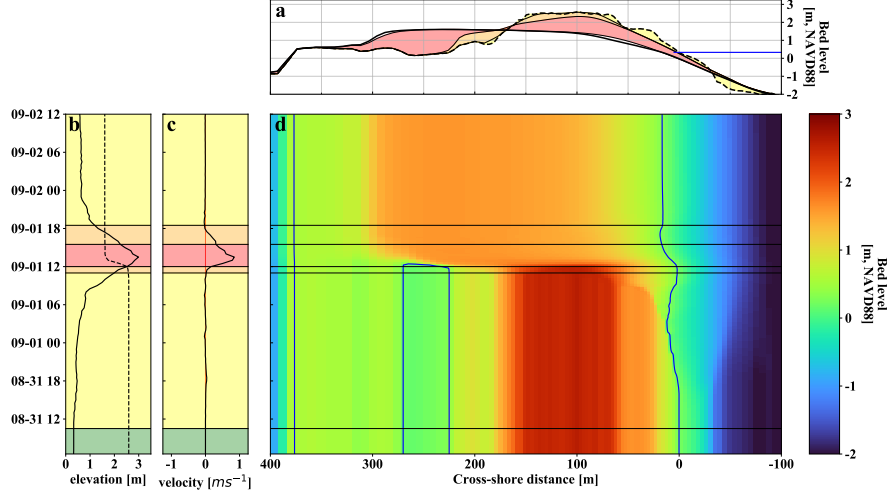 a
3
2
1
0
-1
-2
Bed level
[m, NAVD88]
b
c
d
09-02 12
09-02 06
09-02 00
09-01 18
09-01 12
09-01 06
09-01 00
08-31 18
08-31 12
0 1 2 3
elevation [m]
-1 0 1
velocity [ms⁻¹]
400 300 200 100 0 -100
Cross-shore distance [m]
3
2
1
0
-1
-2
Bed level
[m, NAVD88]